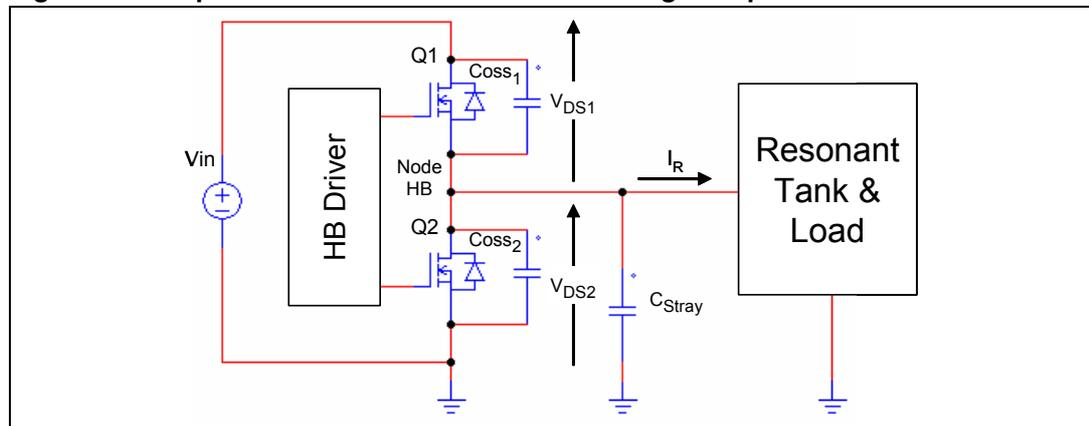 Q1
Coss1
VDS1
Vin
+
HB Driver
Node
HB
IR
Resonant
Tank &
Load
Q2
Coss2
VDS2
CStray